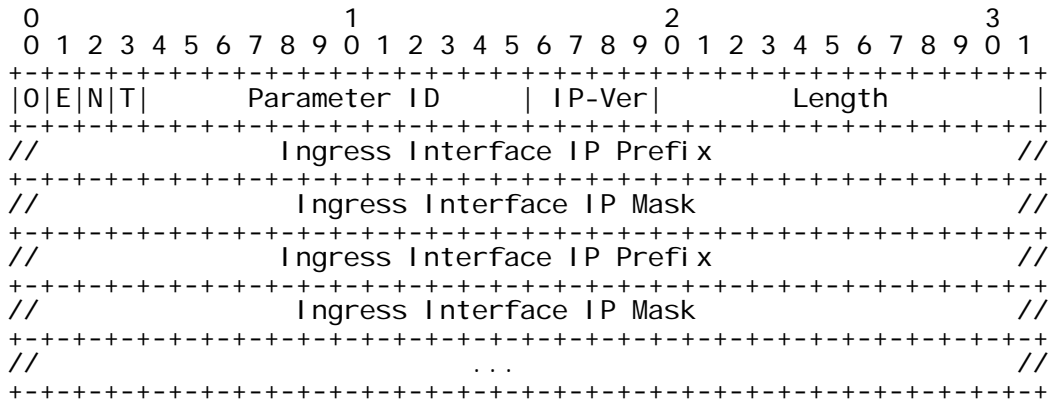 0                   1                   2                   3
 0 1 2 3 4 5 6 7 8 9 0 1 2 3 4 5 6 7 8 9 0 1 2 3 4 5 6 7 8 9 0 1
+-+-+-+-+-+-+-+-+-+-+-+-+-+-+-+-+-+-+-+-+-+-+-+-+-+-+-+-+-+-+-+-+
|O|E|N|T|      Parameter ID     | IP-Ver|        Length         |
+-+-+-+-+-+-+-+-+-+-+-+-+-+-+-+-+-+-+-+-+-+-+-+-+-+-+-+-+-+-+-+-+
//               Ingress Interface IP Prefix                   //
+-+-+-+-+-+-+-+-+-+-+-+-+-+-+-+-+-+-+-+-+-+-+-+-+-+-+-+-+-+-+-+-+
//                Ingress Interface IP Mask                    //
+-+-+-+-+-+-+-+-+-+-+-+-+-+-+-+-+-+-+-+-+-+-+-+-+-+-+-+-+-+-+-+-+
//               Ingress Interface IP Prefix                   //
+-+-+-+-+-+-+-+-+-+-+-+-+-+-+-+-+-+-+-+-+-+-+-+-+-+-+-+-+-+-+-+-+
//                Ingress Interface IP Mask                    //
+-+-+-+-+-+-+-+-+-+-+-+-+-+-+-+-+-+-+-+-+-+-+-+-+-+-+-+-+-+-+-+-+
//                           ...                               //
+-+-+-+-+-+-+-+-+-+-+-+-+-+-+-+-+-+-+-+-+-+-+-+-+-+-+-+-+-+-+-+-+